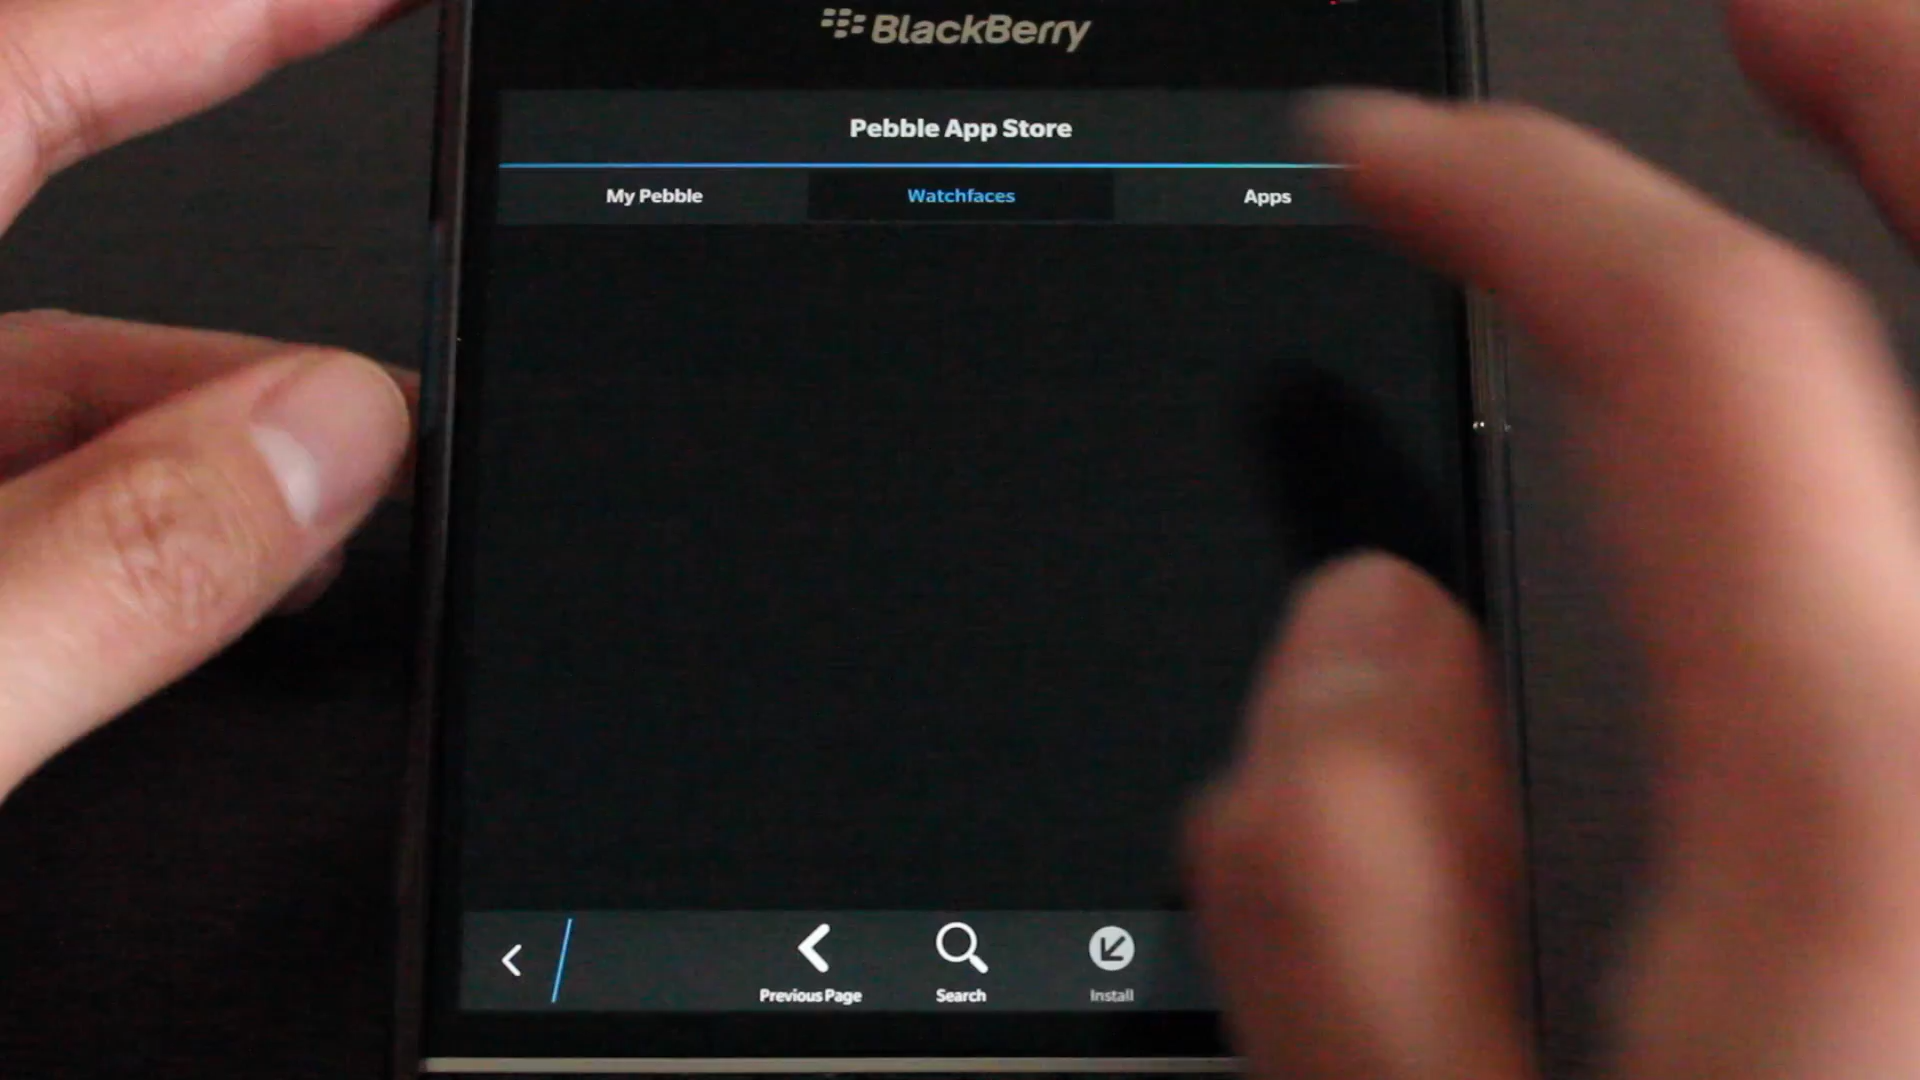 BlackBerry
Pebble App Store
My Pebble
Watchfaces
Apps
Previous Page
Search
Install